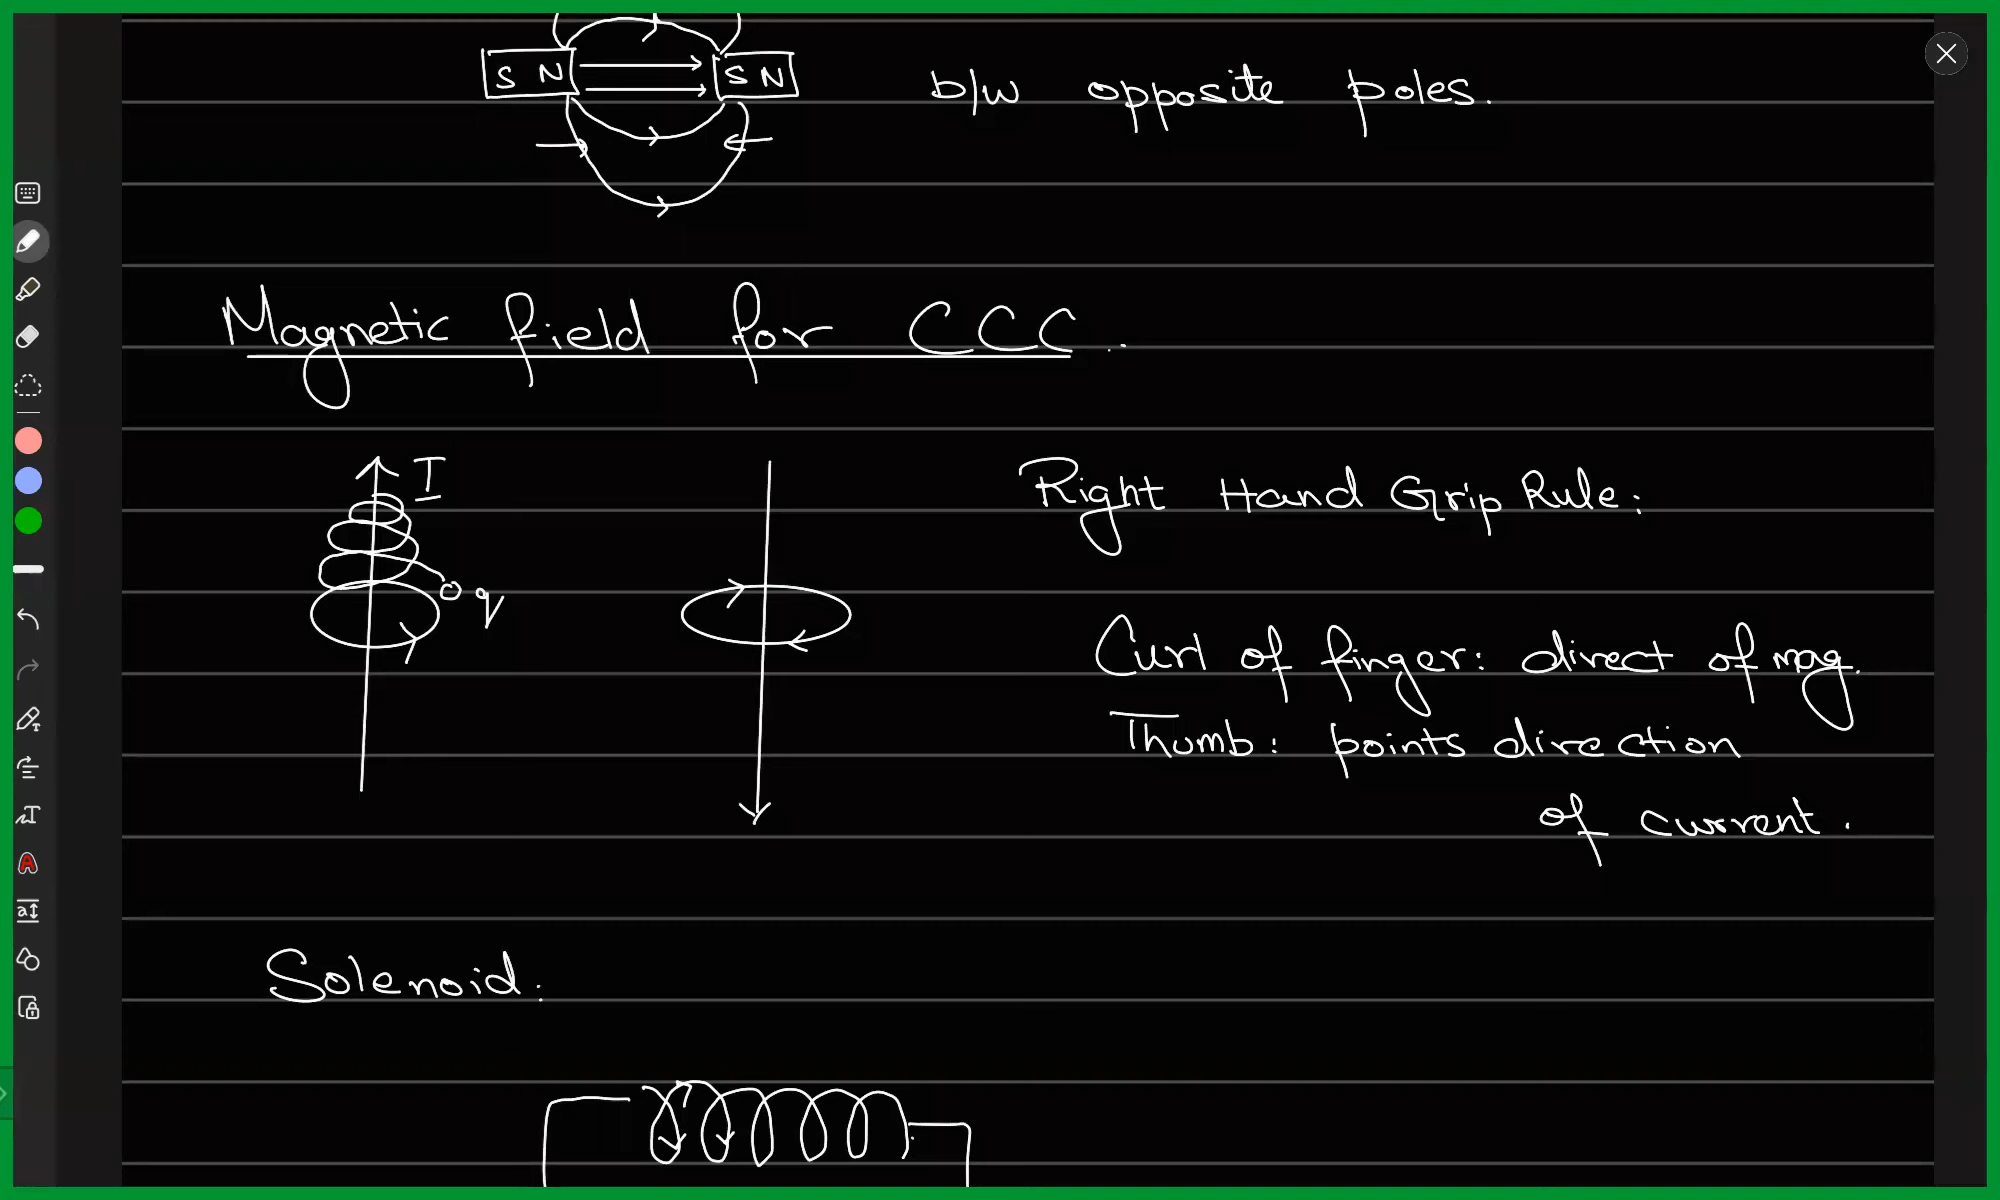 S N S N b/w opposite poles.
Magnetic field for CCC.
I
q
Right Hand Grip Rule:
Curl of finger: direct of mag.
Thumb: points direction
of current.
Solenoid: